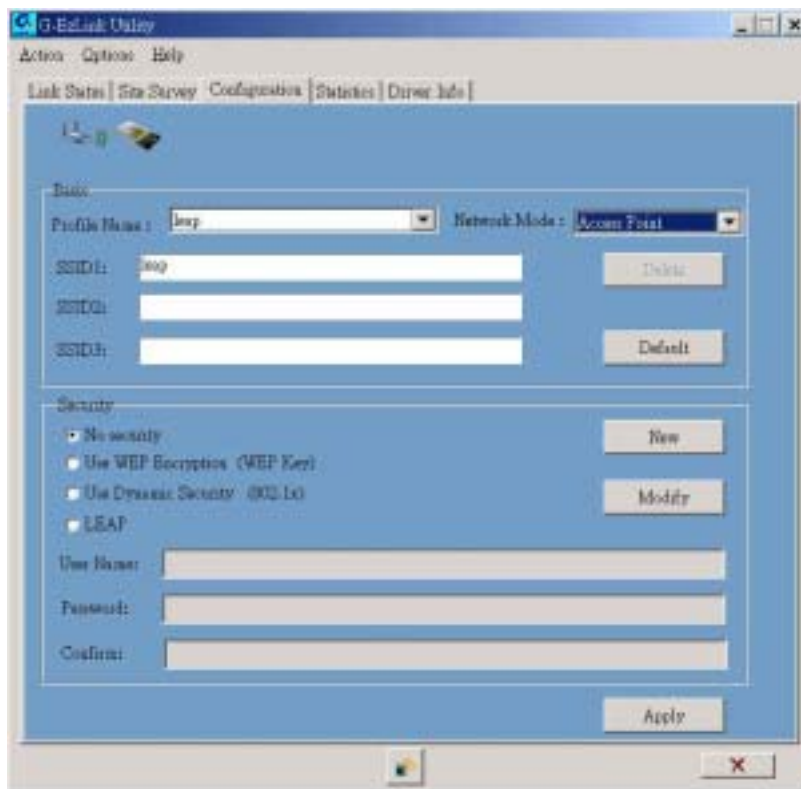 G-EzLink Utility
Action Options Help
Link Status Site Survey Configuration Statistics Driver Info
Basic
Profile Name : leap Network Mode : Access Point
SSID1: leap Delete
SSID2:
SSID3: Default
Security
No security New
Use WEP Encryption (WEP Key)
Use Dynamic Security (802.1x) Modify
LEAP
User Name:
Password:
Confirm:
Apply